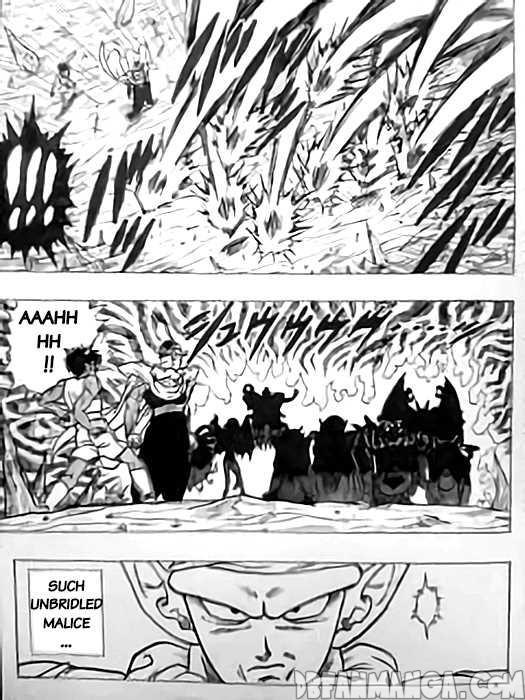 !!!
AAAHH
HH
!!
シュウウウウ...
SUCH
UNBRIDLED
MALICE
...
!
DBFANMANGA.COM